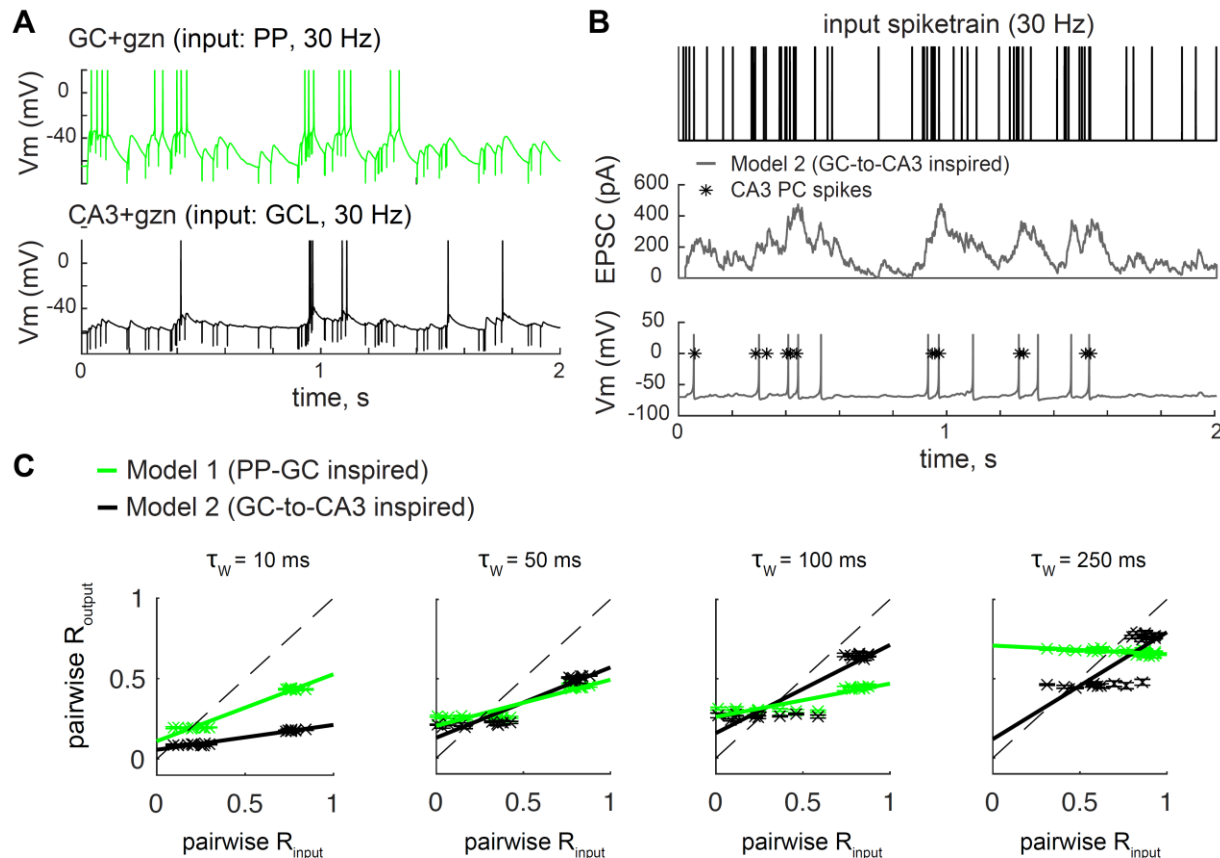 A
GC+gzn (input: PP, 30 Hz)
Vm (mV)
0
-40
CA3+gzn (input: GCL, 30 Hz)
Vm (mV)
0
-40
0
1
2
time, s
B
input spiketrain (30 Hz)
Model 2 (GC-to-CA3 inspired)
CA3 PC spikes
EPSC (pA)
600
400
200
0
Vm (mV)
50
0
-50
-100
0
1
2
time, s
C
Model 1 (PP-GC inspired)
Model 2 (GC-to-CA3 inspired)
τW = 10 ms
τW = 50 ms
τW = 100 ms
τW = 250 ms
pairwise Routput
1
0.5
0
0 0.5 1
0 0.5 1
0 0.5 1
0 0.5 1
pairwise Rinput
pairwise Rinput
pairwise Rinput
pairwise Rinput